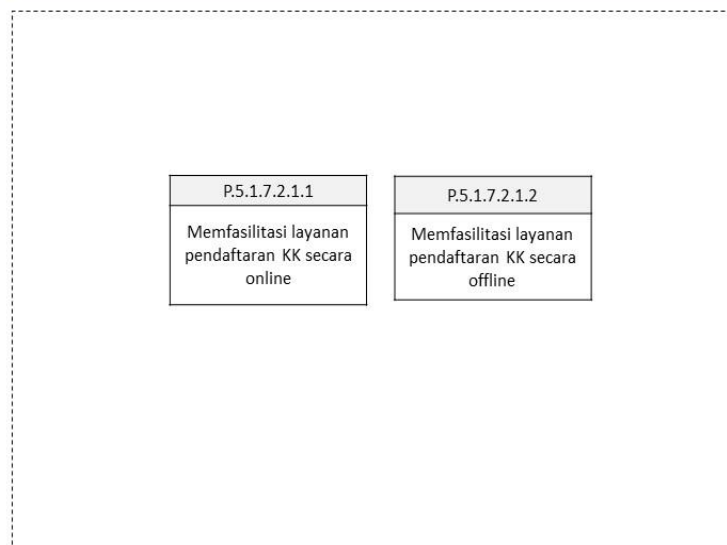 P.5.1.7.2.1.1
Memfasilitasi layanan
pendaftaran KK secara
online
P.5.1.7.2.1.2
Memfasilitasi layanan
pendaftaran KK secara
offline